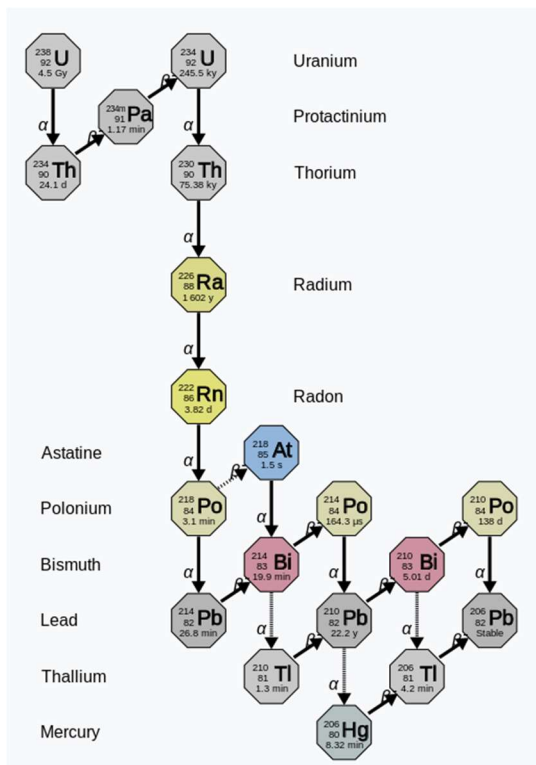 238 92 U 4.5 Gy
234 92 U 245.5 ky
Uranium
β⁻
β⁻
234m 91 Pa 1.17 min
Protactinium
α
α
234 90 Th 24.1 d
230 90 Th 75.38 ky
Thorium
α
226 88 Ra 1 602 y
Radium
α
222 86 Rn 3.82 d
Radon
α
Astatine
β⁻
218 85 At 1.5 s
Polonium
218 84 Po 3.1 min
α
214 84 Po 164.3 µs
210 84 Po 138 d
β⁻
β⁻
Bismuth
α
214 83 Bi 19.9 min
α
210 83 Bi 5.01 d
α
β⁻
β⁻
Lead
214 82 Pb 26.8 min
α
210 82 Pb 22.2 y
α
206 82 Pb Stable
β⁻
β⁻
Thallium
210 81 Tl 1.3 min
α
206 81 Tl 4.2 min
β⁻
Mercury
206 80 Hg 8.32 min